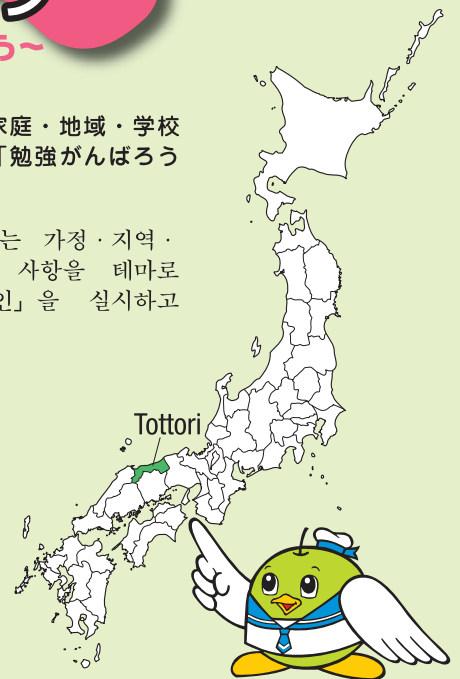 う～
家庭・地域・学校
「勉強がんばろう
는 가정·지역·
사항을 테마로
인」을 실시하고
Tottori